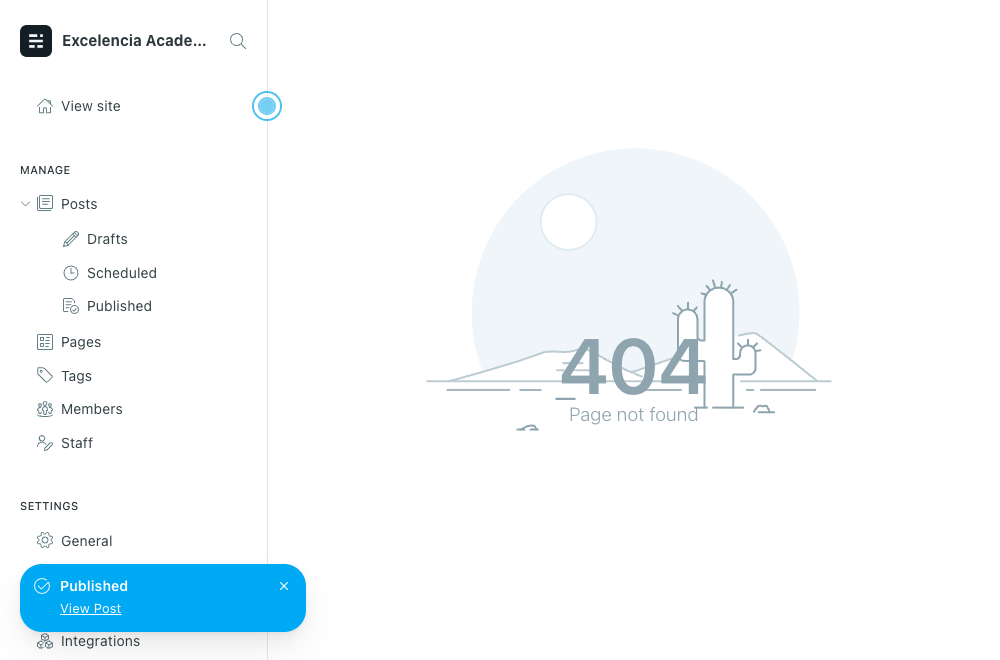 Excelencia Acade...
View site
MANAGE
Posts
Drafts
Scheduled
Published
Pages
Tags
Members
Staff
SETTINGS
General
Published
View Post
Integrations
404
Page not found